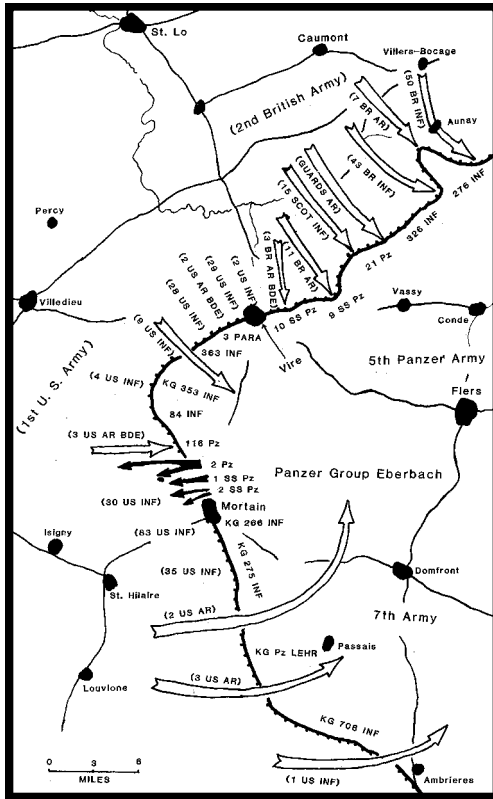 St. Lo
Caumont
Villers-Bocage
(2nd British Army)
(7 BR AR)
(50 BR INF)
Aunay
(43 BR INF)
(GUARDS AR)
(15 SCOT INF)
276 INF
326 INF
21 Pz
Percy
(11 BR AR)
(3 BR AR BDE)
(2 US INF)
(29 US INF)
(2 US AR BDE)
(28 US INF)
9 SS Pz
10 SS Pz
Vassy
Conde
Villedieu
(9 US INF)
3 PARA
363 INF
Vire
5th Panzer Army
(1st U.S. Army)
(4 US INF)
KG 353 INF
84 INF
Flers
(3 US AR BDE)
116 Pz
2 Pz
1 SS Pz
2 SS Pz
Panzer Group Eberbach
(30 US INF)
Mortain
KG 266 INF
Isigny
(83 US INF)
(35 US INF)
KG 275 INF
St. Hilaire
Domfront
(2 US AR)
7th Army
KG Pz LEHR
Passais
(3 US AR)
Louvione
KG 708 INF
(1 US INF)
Ambrieres
0 3 6
MILES